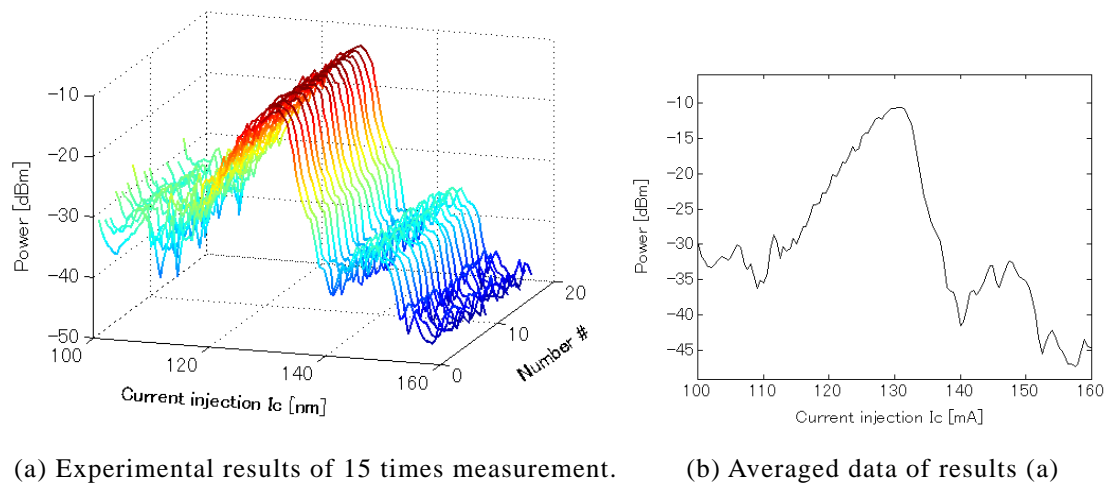 -10
-20
-30
-40
-50
Power [dBm]
100
120
140
160
Current injection Ic [nm]
0
10
20
Number #
-10
-15
-20
-25
-30
-35
-40
-45
Power [dBm]
100 110 120 130 140 150 160
Current injection Ic [mA]
(a) Experimental results of 15 times measurement.
(b) Averaged data of results (a)